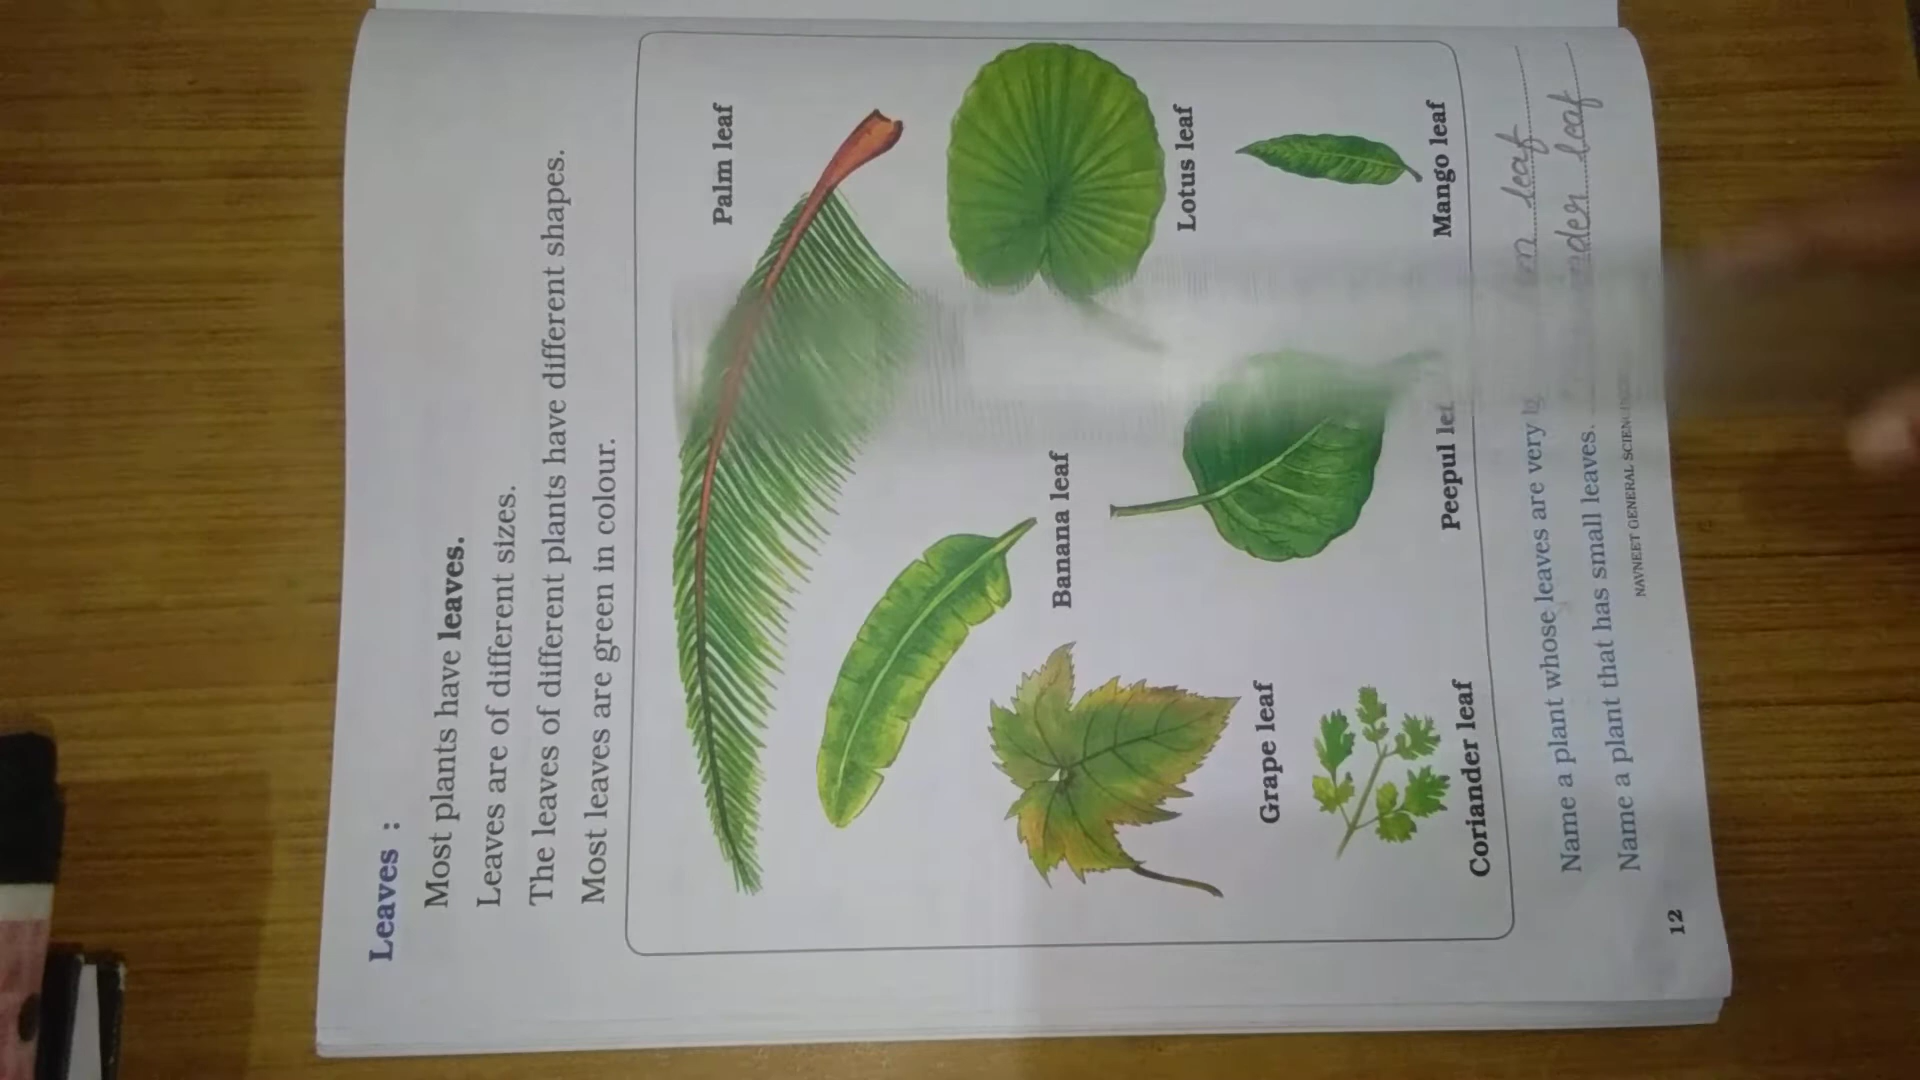 Leaves :
Most plants have leaves.
Leaves are of different sizes.
The leaves of different plants have different shapes.
Most leaves are green in colour.
Palm leaf
Banana leaf
Lotus leaf
Grape leaf
Peepul
Mango leaf
Coriander leaf
Name a plant whose leaves are very leaf
Name a plant that has small leaves. leaf
12
NAVNEET GENERAL